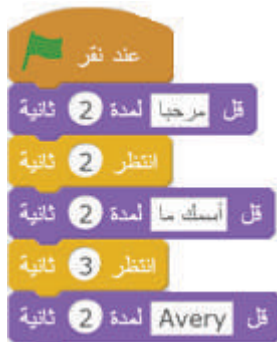 عند نقر
قل مرحبا لمدة 2 ثانية
انتظر 2 ثانية
قل أسمك ما لمدة 2 ثانية
انتظر 3 ثانية
قل Avery لمدة 2 ثانية